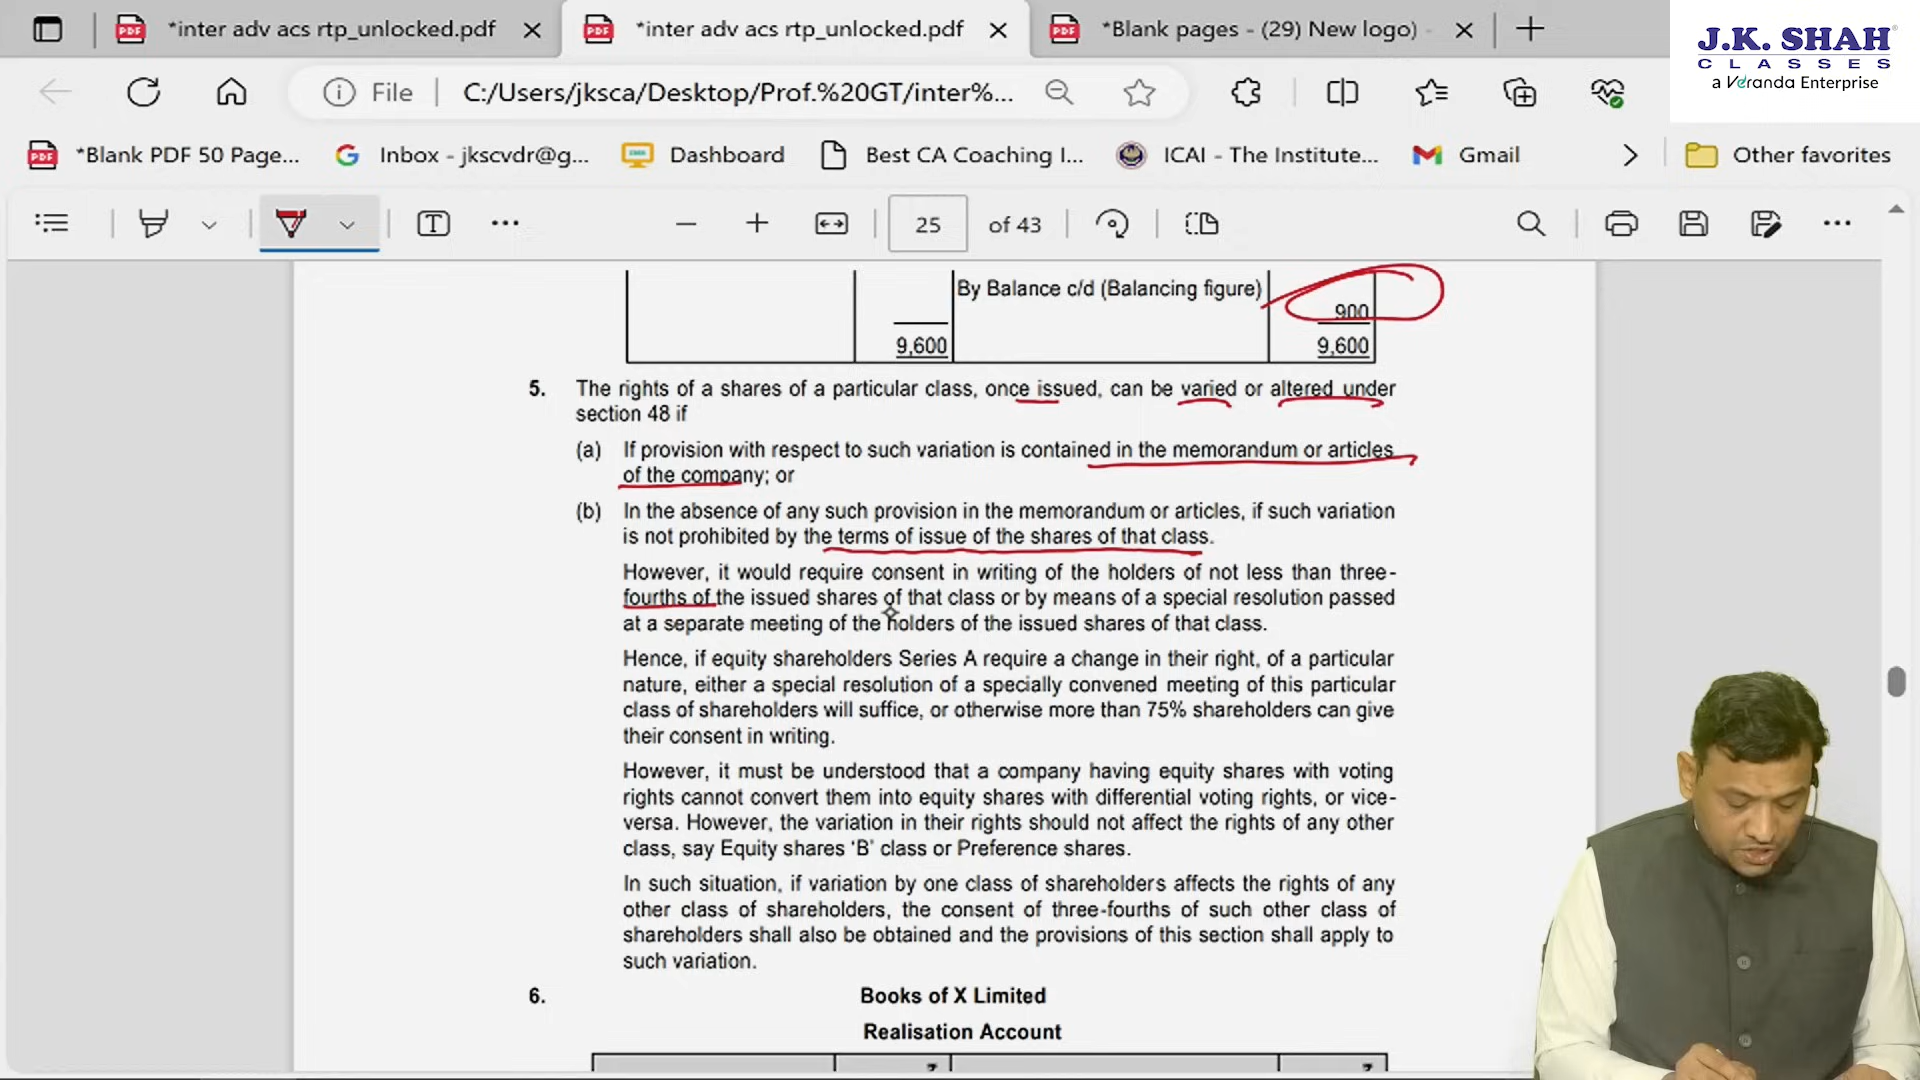 *inter adv acs rtp_unlocked.pdf
*inter adv acs rtp_unlocked.pdf
*Blank pages - (29) New logo) -
J.K. SHAH
CLASSES
a Veranda Enterprise
File
C:/Users/jksca/Desktop/Prof.%20GT/inter%...
*Blank PDF 50 Page...
Inbox - jkscvdr@g...
Dashboard
Best CA Coaching I...
ICAI - The Institute...
Gmail
Other favorites
25 of 43
By Balance c/d (Balancing figure)
900
9,600
9,600
5. The rights of a shares of a particular class, once issued, can be varied or altered under
section 48 if
(a) If provision with respect to such variation is contained in the memorandum or articles
of the company; or
(b) In the absence of any such provision in the memorandum or articles, if such variation
is not prohibited by the terms of issue of the shares of that class.
However, it would require consent in writing of the holders of not less than three-
fourths of the issued shares of that class or by means of a special resolution passed
at a separate meeting of the holders of the issued shares of that class.
Hence, if equity shareholders Series A require a change in their right, of a particular
nature, either a special resolution of a specially convened meeting of this particular
class of shareholders will suffice, or otherwise more than 75% shareholders can give
their consent in writing.
However, it must be understood that a company having equity shares with voting
rights cannot convert them into equity shares with differential voting rights, or vice-
versa. However, the variation in their rights should not affect the rights of any other
class, say Equity shares ‘B’ class or Preference shares.
In such situation, if variation by one class of shareholders affects the rights of any
other class of shareholders, the consent of three-fourths of such other class of
shareholders shall also be obtained and the provisions of this section shall apply to
such variation.
6. Books of X Limited
Realisation Account